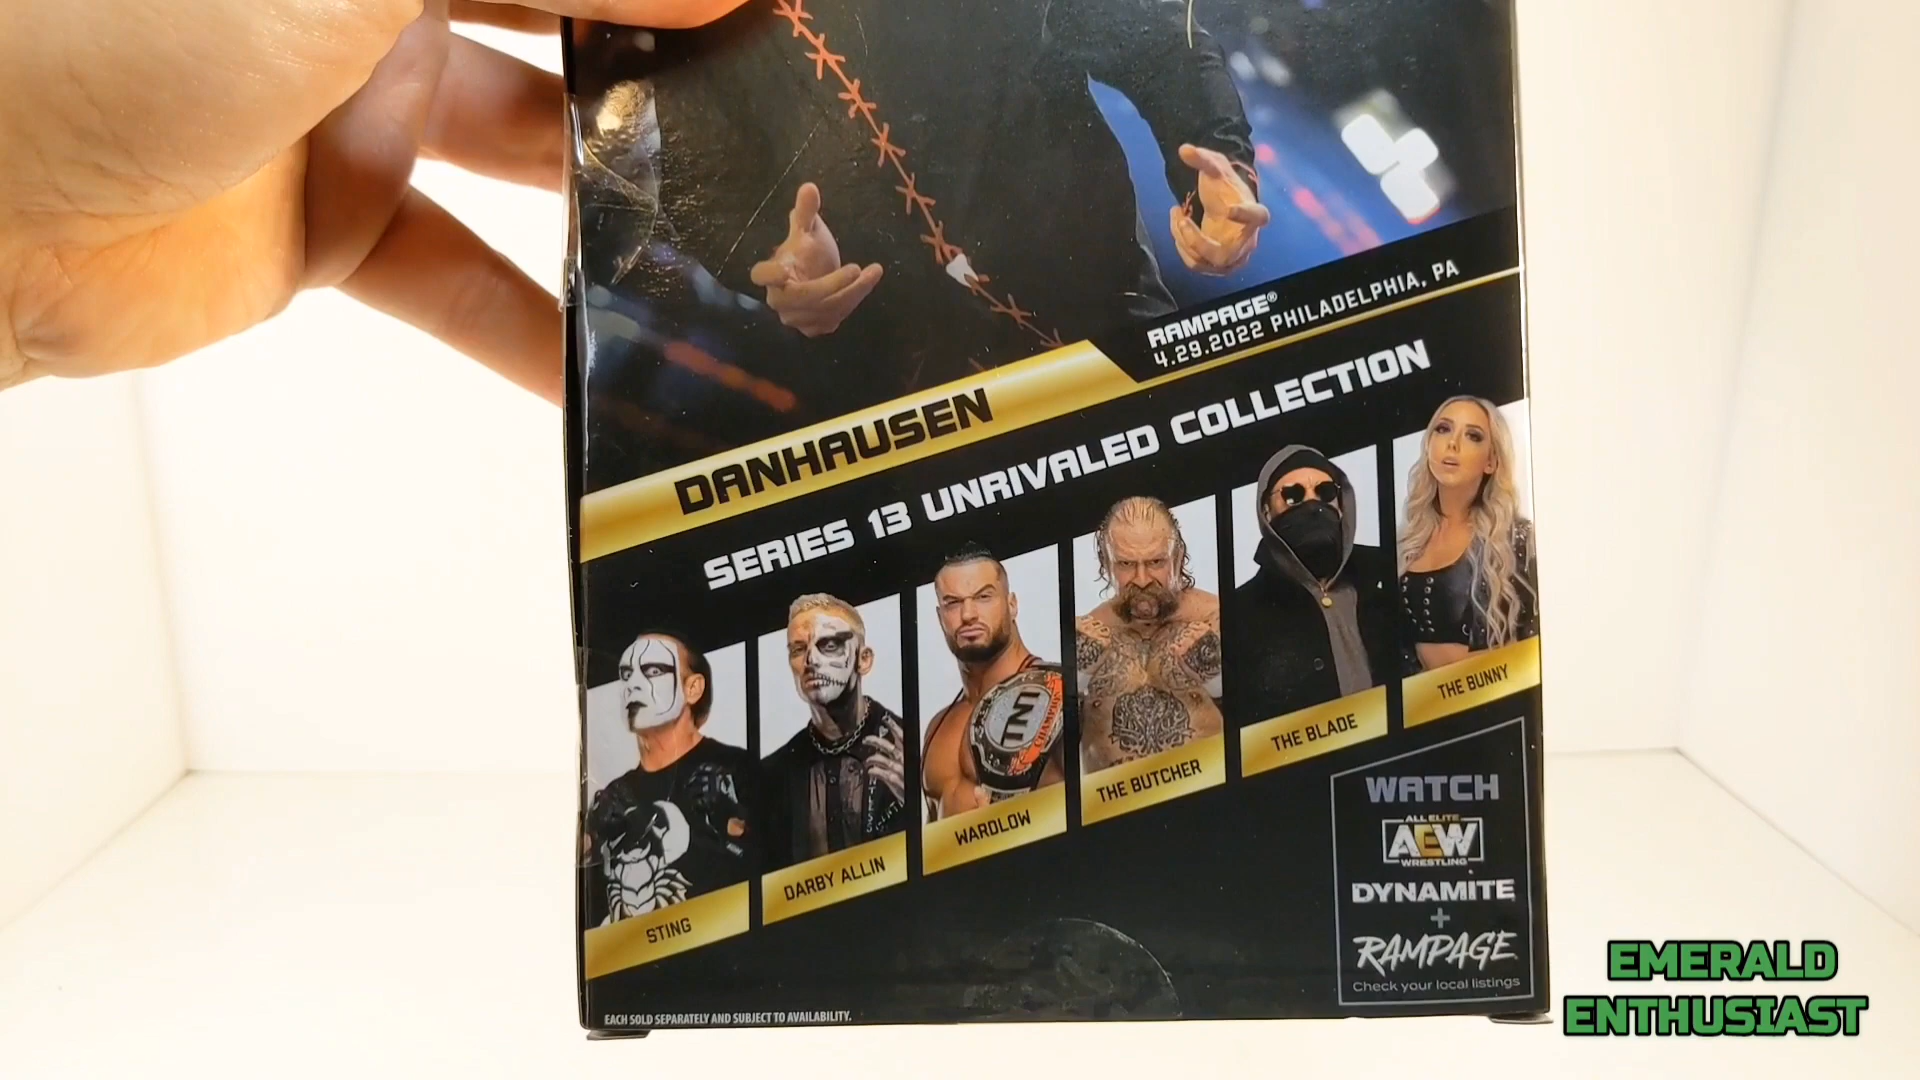 RAMPAGE®
4.29.2022 PHILADELPHIA, PA
DANHAUSEN
SERIES 13 UNRIVALED COLLECTION
STING
DARBY ALLIN
TNT
CHAMPION
WARDLOW
THE BUTCHER
THE BLADE
THE BUNNY
WATCH
ALL ELITE
AEW
WRESTLING
DYNAMITE
+
RAMPAGE
Check your local listings
EACH SOLD SEPARATELY AND SUBJECT TO AVAILABILITY.
EMERALD
ENTHUSIAST